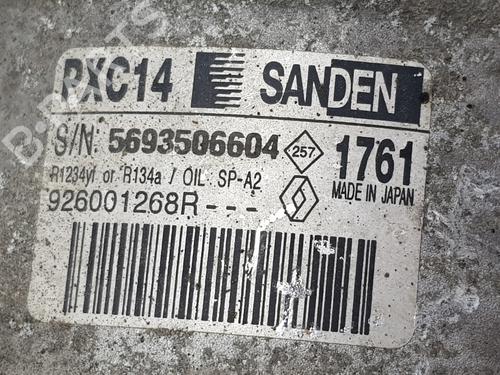 PXC14 SANDEN
S/N: 5693506604 257 1761
R1234yf or R134a / OIL SP-A2 MADE IN JAPAN
926001268R---